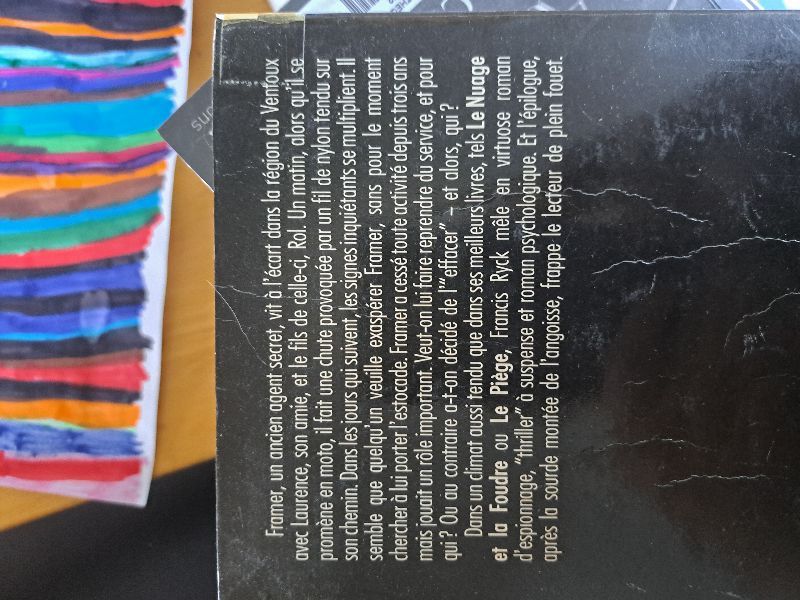 Framer, un ancien agent secret, vit à l'écart dans la région du Ventoux
avec Laurence, son amie, et le fils de celle-ci, Rol. Un matin, alors qu'il se
promène en moto, il fait une chute provoquée par un fil de nylon tendu sur
son chemin. Dans les jours qui suivent, les signes inquiétants se multiplient. Il
semble que quelqu'un veuille exaspérer Framer, sans pour le moment
chercher à lui porter l'estocade. Framer a cessé toute activité depuis trois ans
mais jouait un rôle important. Veut-on lui faire reprendre du service, et pour
qui ? Ou au contraire a-t-on décidé de l'"effacer" – et alors, qui ?
Dans un climat aussi tendu que dans ses meilleurs livres, tels Le Nuage
et la Foudre ou Le Piège, Francis Ryck mêle en virtuose roman
d'espionnage, "thriller" à suspense et roman psychologique. Et l'épilogue,
après la sourde montée de l'angoisse, frappe le lecteur de plein fouet.